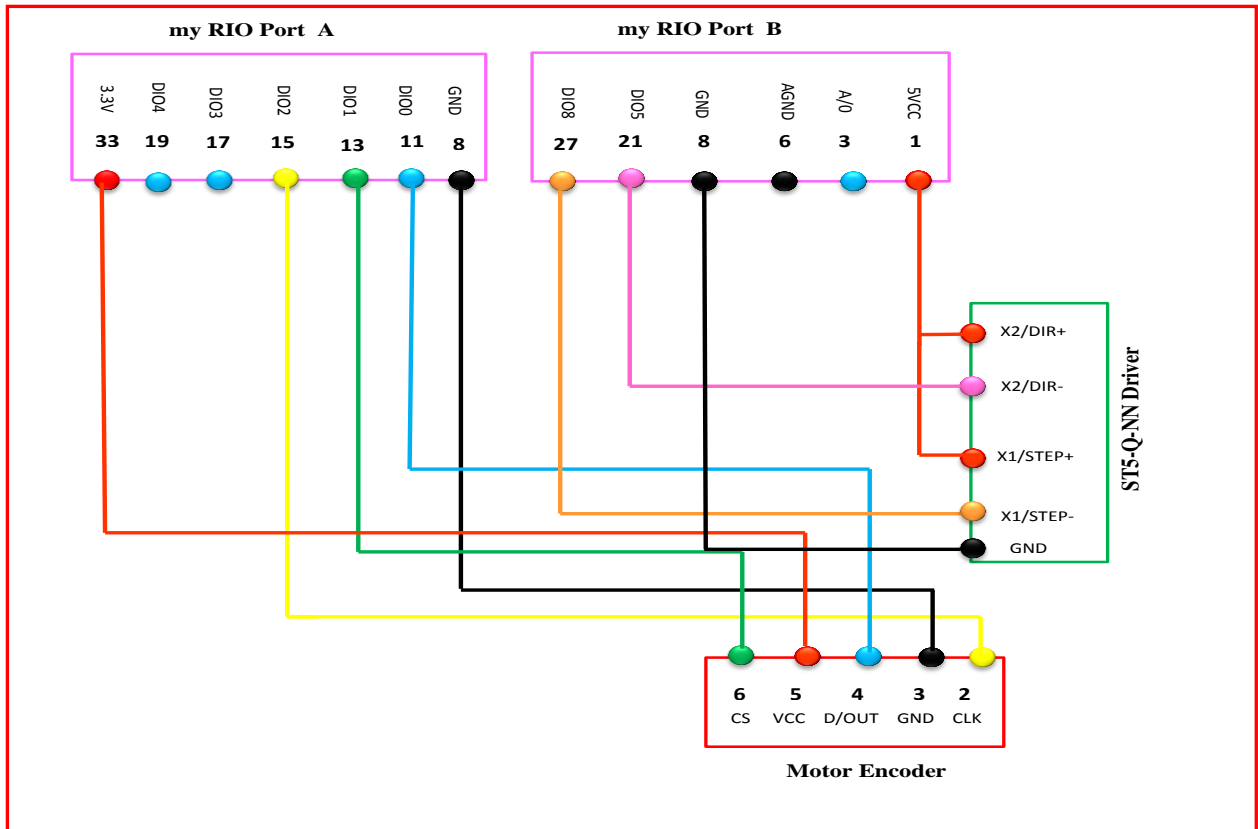 my RIO Port A
my RIO Port B
3.3V DIO4 DIO3 DIO2 DIO1 DIO0 GND
33 19 17 15 13 11 8
DIO8 DIO5 GND AGND A/0 5VCC
27 21 8 6 3 1
X2/DIR+
X2/DIR-
X1/STEP+
X1/STEP-
GND
ST5-Q-NN Driver
6 5 4 3 2
CS VCC D/OUT GND CLK
Motor Encoder